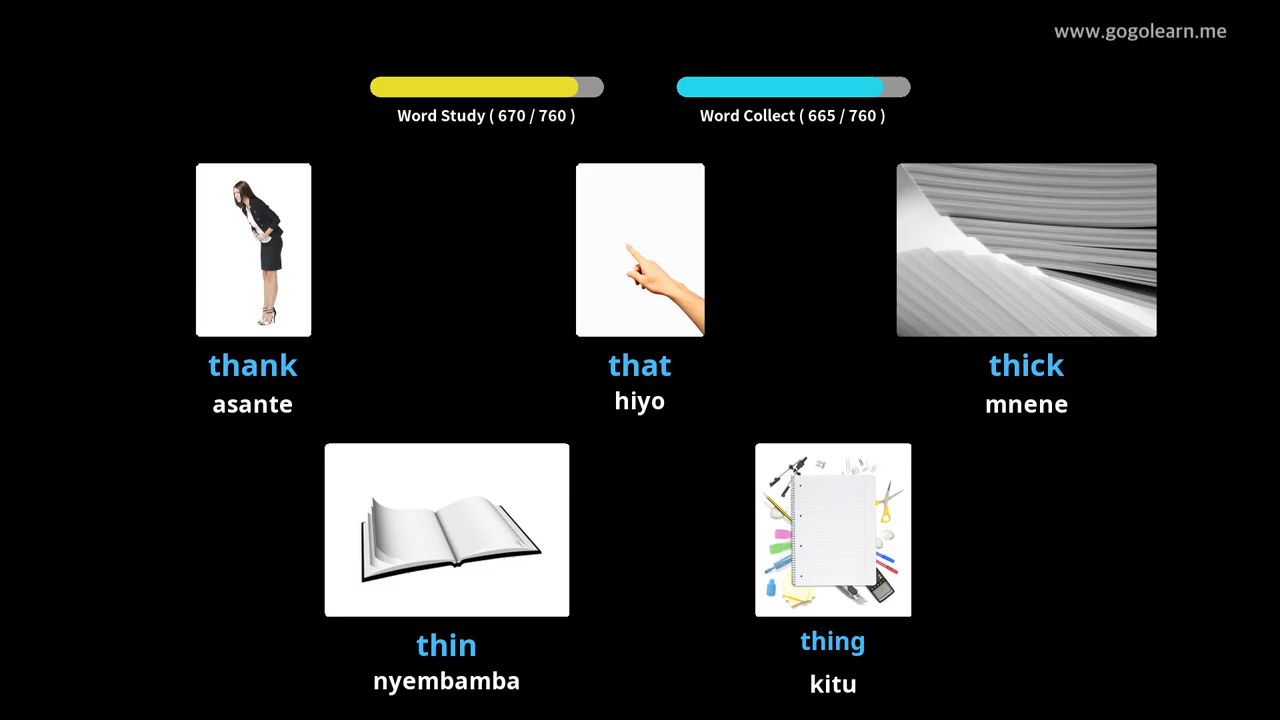 www.gogolearn.me
Word Study ( 670 / 760 )
Word Collect ( 665 / 760 )
thank
asante
that
hiyo
thick
mnene
thin
nyembamba
thing
kitu